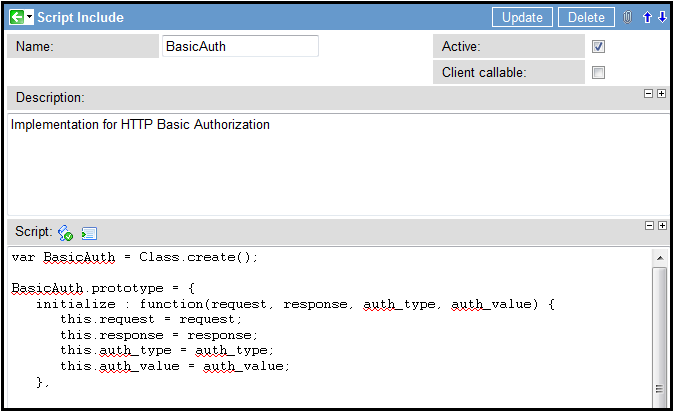 Script Include
Update
Delete
Name:
BasicAuth
Active:
Client callable:
Description:
Implementation for HTTP Basic Authorization
Script:
var BasicAuth = Class.create();
BasicAuth.prototype = {
initialize : function(request, response, auth_type, auth_value) {
this.request = request;
this.response = response;
this.auth_type = auth_type;
this.auth_value = auth_value;
},